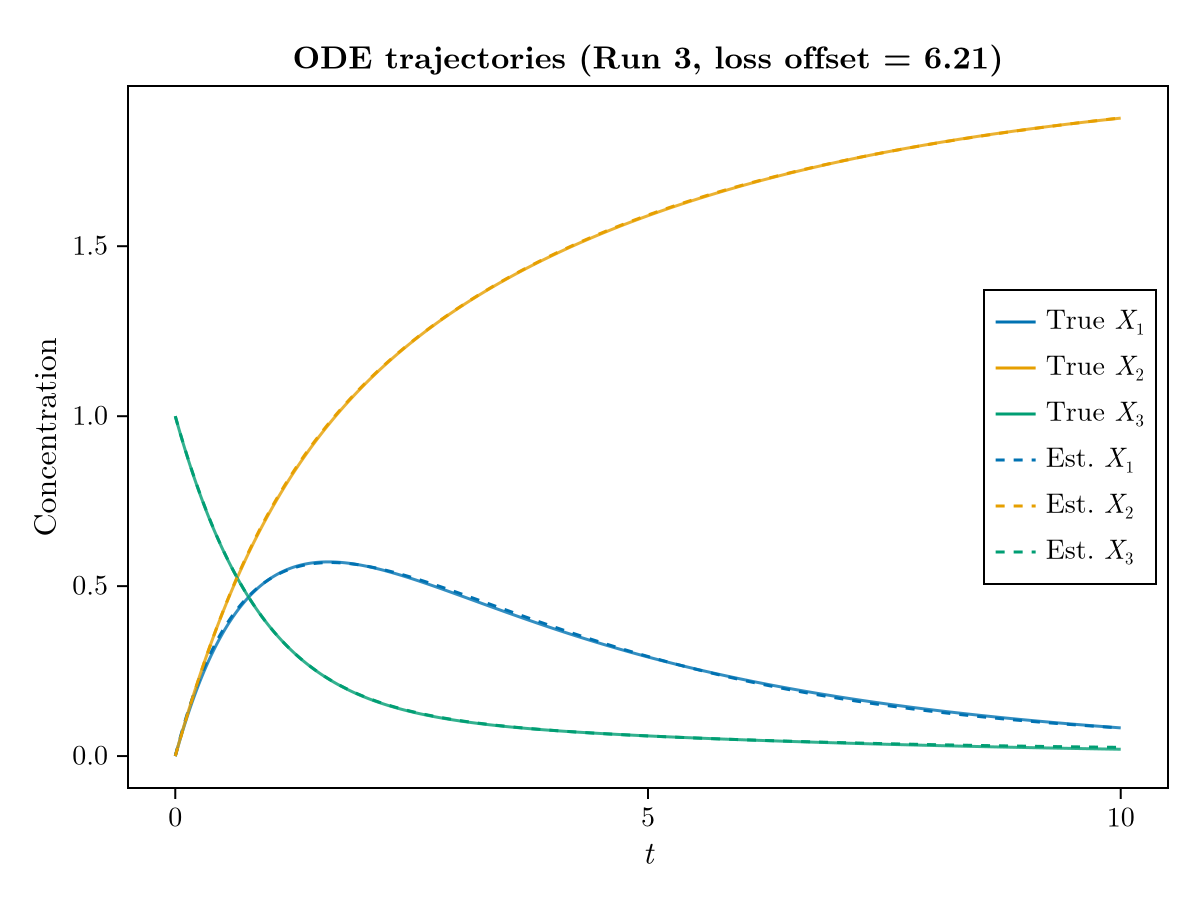 ODE trajectories (Run 3, loss offset = 6.21)
Concentration
1.5
1.0
0.5
0.0
True X₁
True X₂
True X₃
Est. X₁
Est. X₂
Est. X₃
0 5 10
t